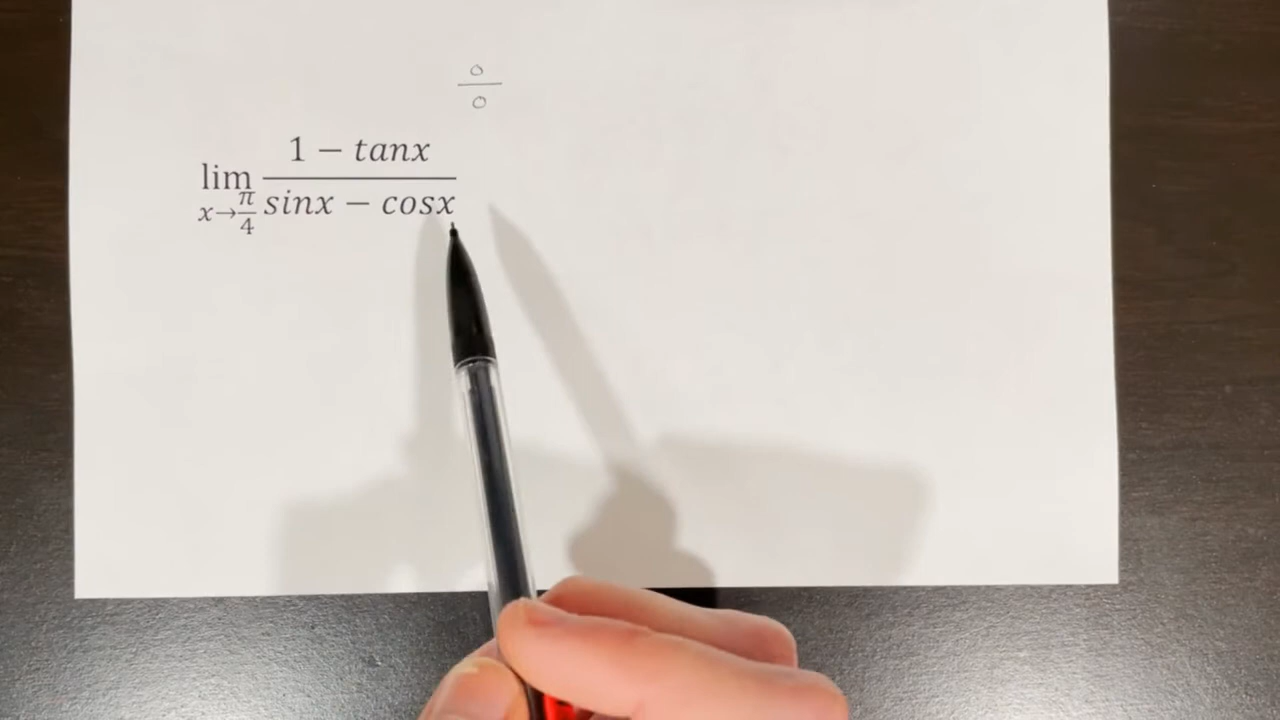 0/0
lim x→π/4 (1 − tanx)/(sinx − cosx)